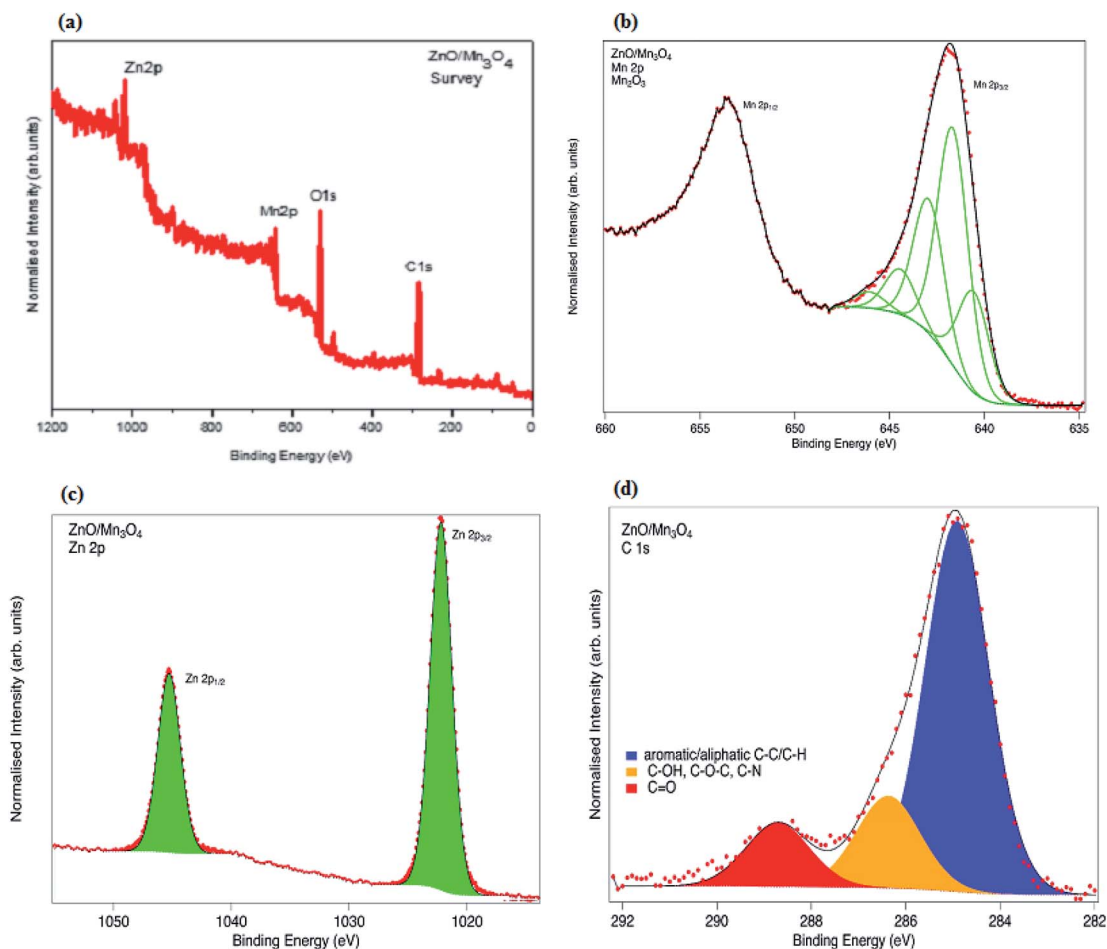 (a)
ZnO/Mn₃O₄
Survey
Zn2p
Mn2p
O1s
C1s
Normalised Intensity (arb.units)
1200 1000 800 600 400 200 0
Binding Energy (eV)
(b)
ZnO/Mn₃O₄
Mn 2p
Mn₂O₃
Mn 2p₁/₂
Mn 2p₃/₂
Normalised Intensity (arb. units)
660 655 650 645 640 635
Binding Energy (eV)
(c)
ZnO/Mn₃O₄
Zn 2p
Zn 2p₃/₂
Zn 2p₁/₂
Normalised Intensity (arb. units)
1050 1040 1030 1020
Binding Energy (eV)
(d)
ZnO/Mn₃O₄
C 1s
aromatic/aliphatic C-C/C-H
C-OH, C-O-C, C-N
C=O
Normalised Intensity (arb. units)
292 290 288 286 284 282
Binding Energy (eV)